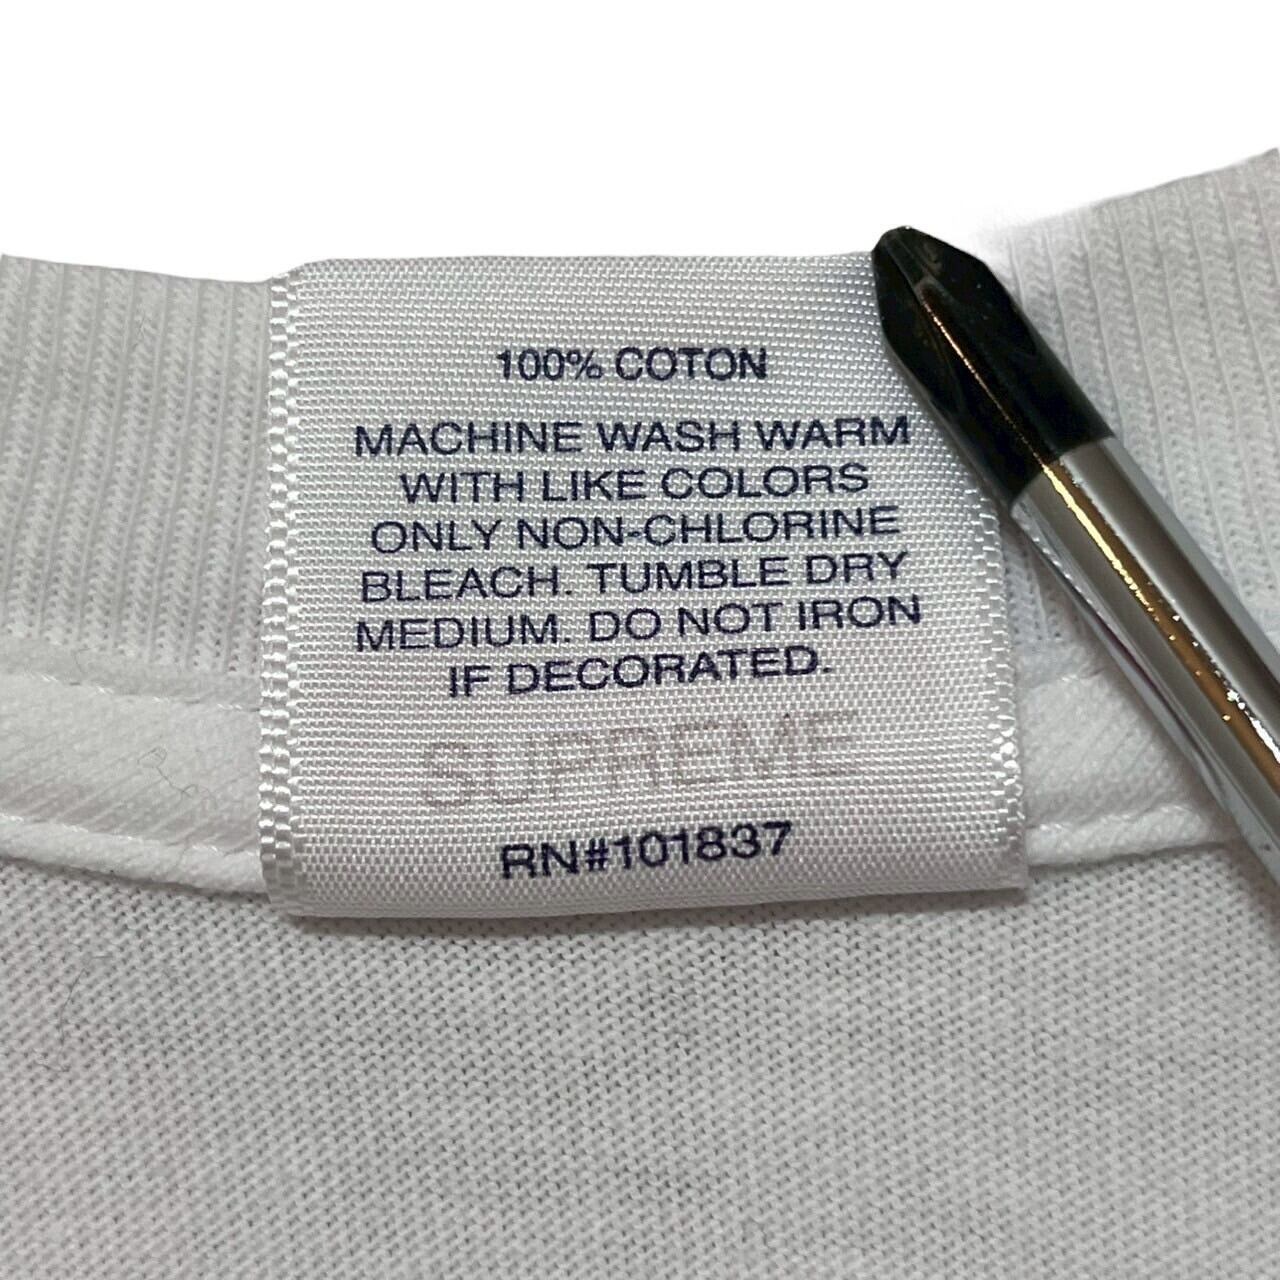 100% COTON
MACHINE WASH WARM
WITH LIKE COLORS
ONLY NON-CHLORINE
BLEACH. TUMBLE DRY
MEDIUM. DO NOT IRON
IF DECORATED.
SUPREME
RN#101837